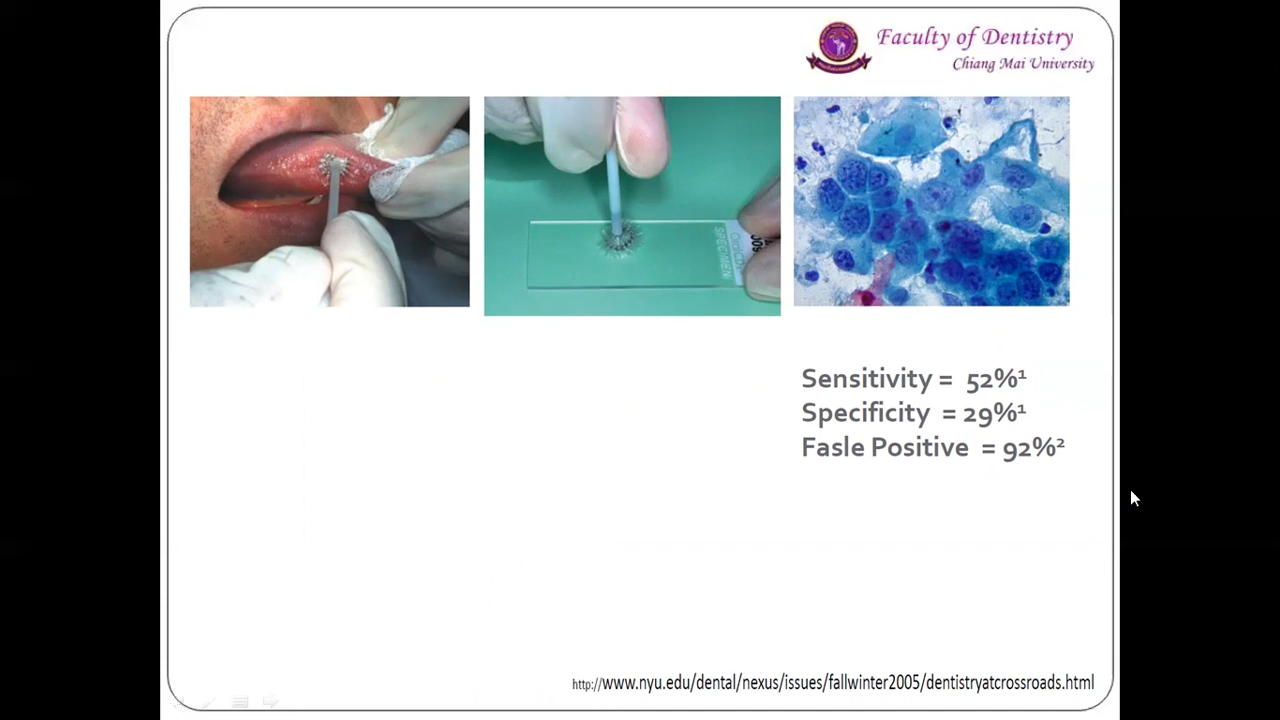 Faculty of Dentistry
Chiang Mai University
SPECIMEN
Sensitivity = 52%¹
Specificity = 29%¹
Fasle Positive = 92%²
http://www.nyu.edu/dental/nexus/issues/fallwinter2005/dentistryatcrossroads.html